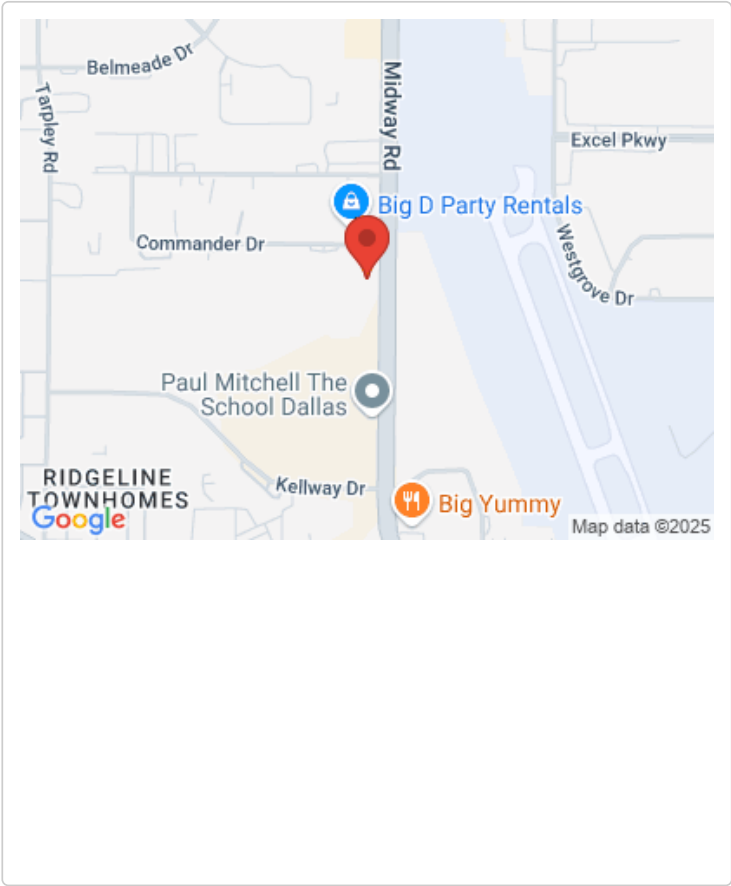 Belmeade Dr
Tarpley Rd
Midway Rd
Excel Pkwy
Big D Party Rentals
Commander Dr
Westgrove Dr
Paul Mitchell The
School Dallas
RIDGELINE
TOWNHOMES
Kellway Dr
Big Yummy
Google
Map data ©2025